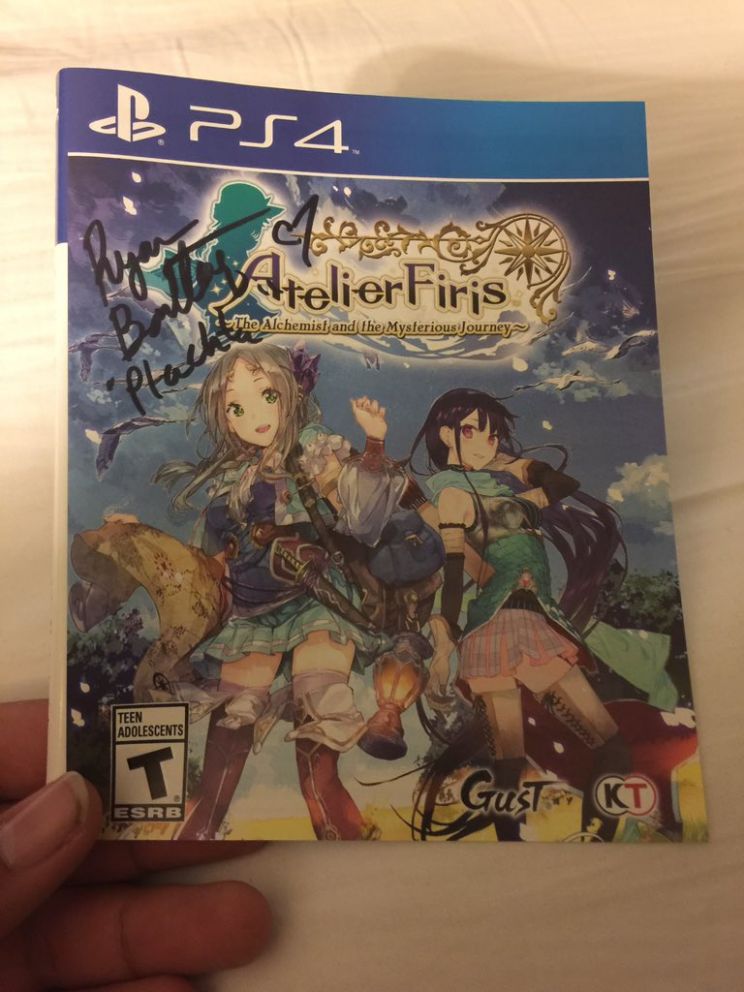 PS4
Ryan
Bartley
"Plachta
Atelier Firis
~The Alchemist and the Mysterious Journey~
TEEN
ADOLESCENTS
T
ESRB
GUST
KT